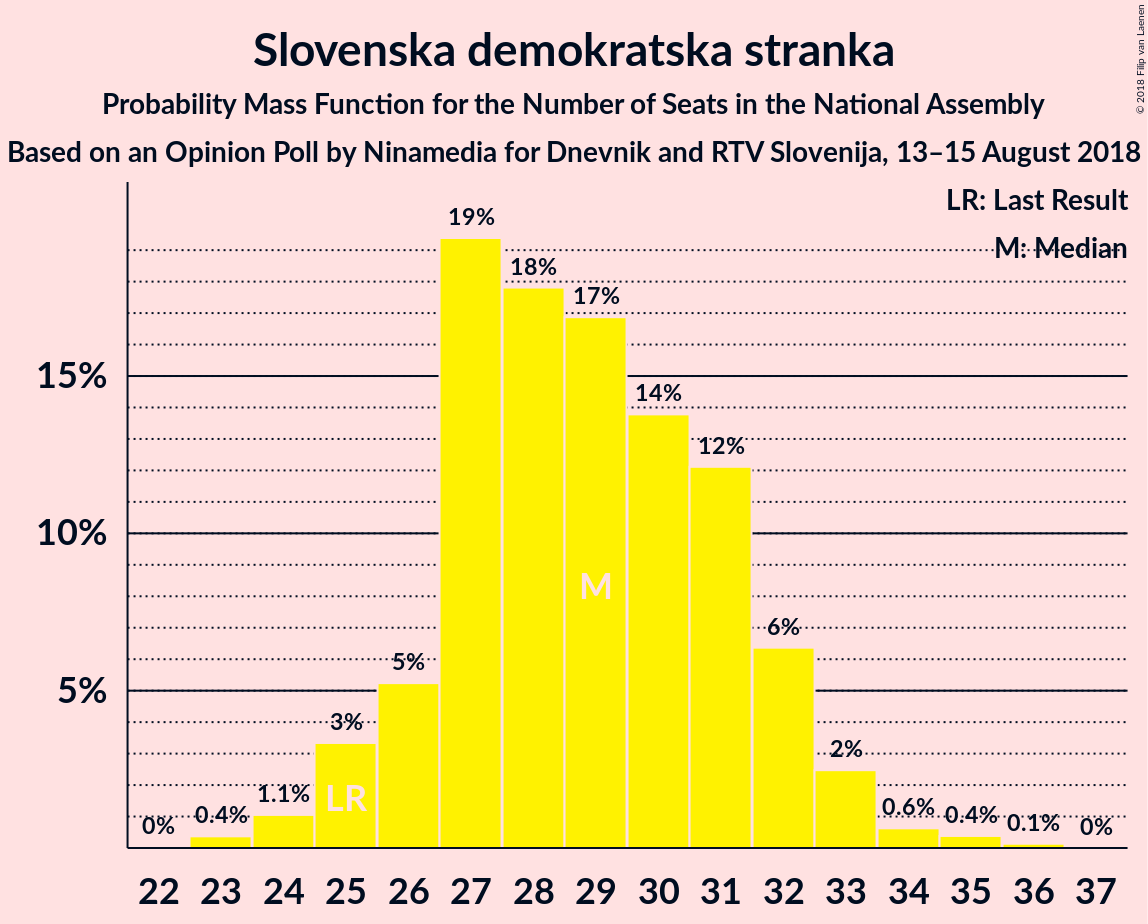 Slovenska demokratska stranka
Probability Mass Function for the Number of Seats in the National Assembly
Based on an Opinion Poll by Ninamedia for Dnevnik and RTV Slovenija, 13–15 August 2018
© 2018 Filip van Laenen
LR: Last Result
M: Median
19%
18%
17%
15%
14%
12%
10%
M
6%
5%
5%
3%
2%
LR
1.1%
0.6%
0.4%
0.4%
0.1%
0%
0%
22 23 24 25 26 27 28 29 30 31 32 33 34 35 36 37